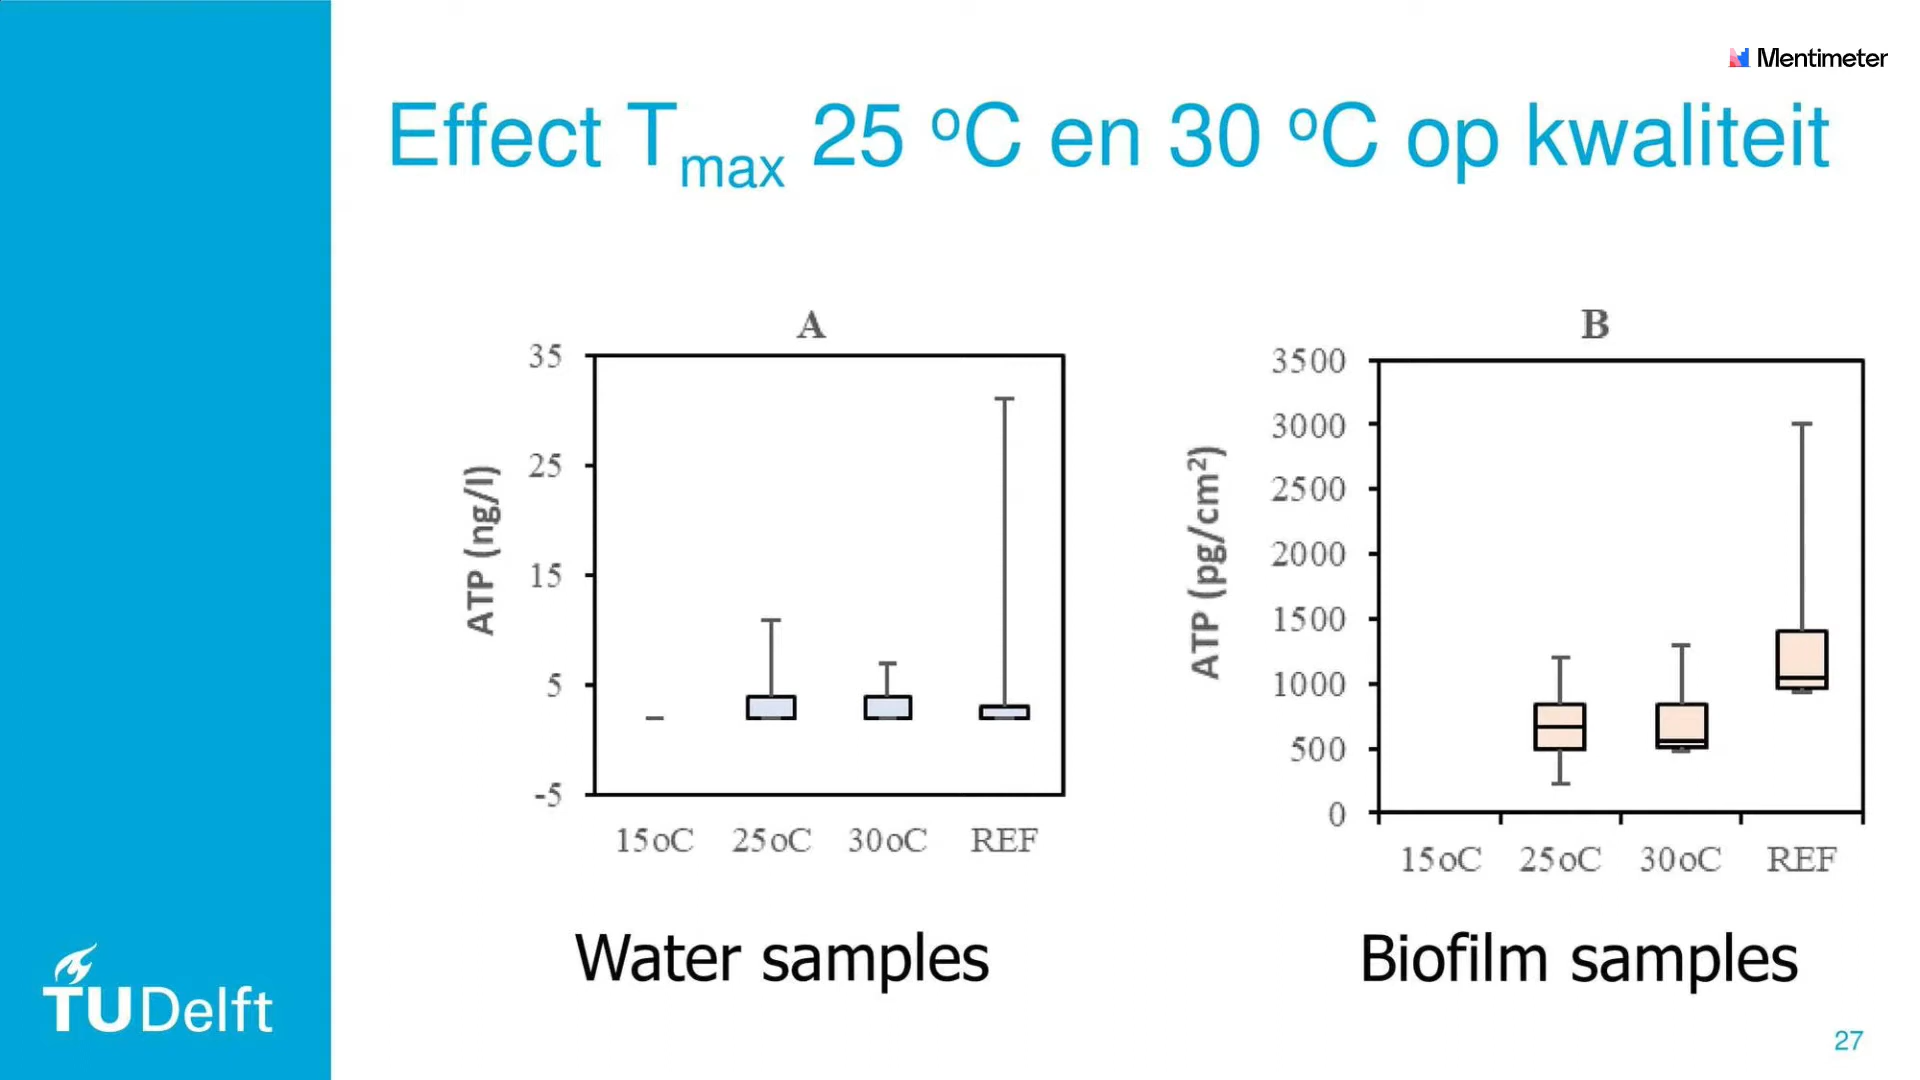 Mentimeter
Effect Tmax 25 ºC en 30 ºC op kwaliteit
A
35
25
15
5
-5
ATP (ng/l)
15oC 25oC 30oC REF
Water samples
B
3500
3000
2500
2000
1500
1000
500
0
ATP (pg/cm²)
15oC 25oC 30oC REF
Biofilm samples
TUDelft
27